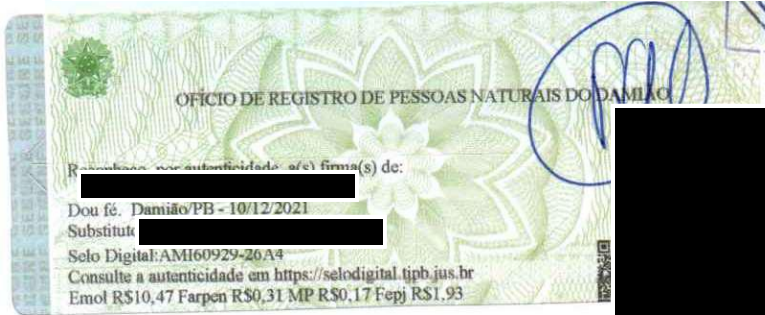 OFÍCIO DE REGISTRO DE PESSOAS NATURAIS DO DAMIÃO
Reconheço, por autenticidade, a(s) firma(s) de:
Dou fé. Damião/PB - 10/12/2021
Substituto
Selo Digital:AMI60929-26A4
Consulte a autenticidade em https://selodigital.tjpb.jus.br
Emol R$10,47 Farpen R$0,31 MP R$0,17 Fepj R$1,93